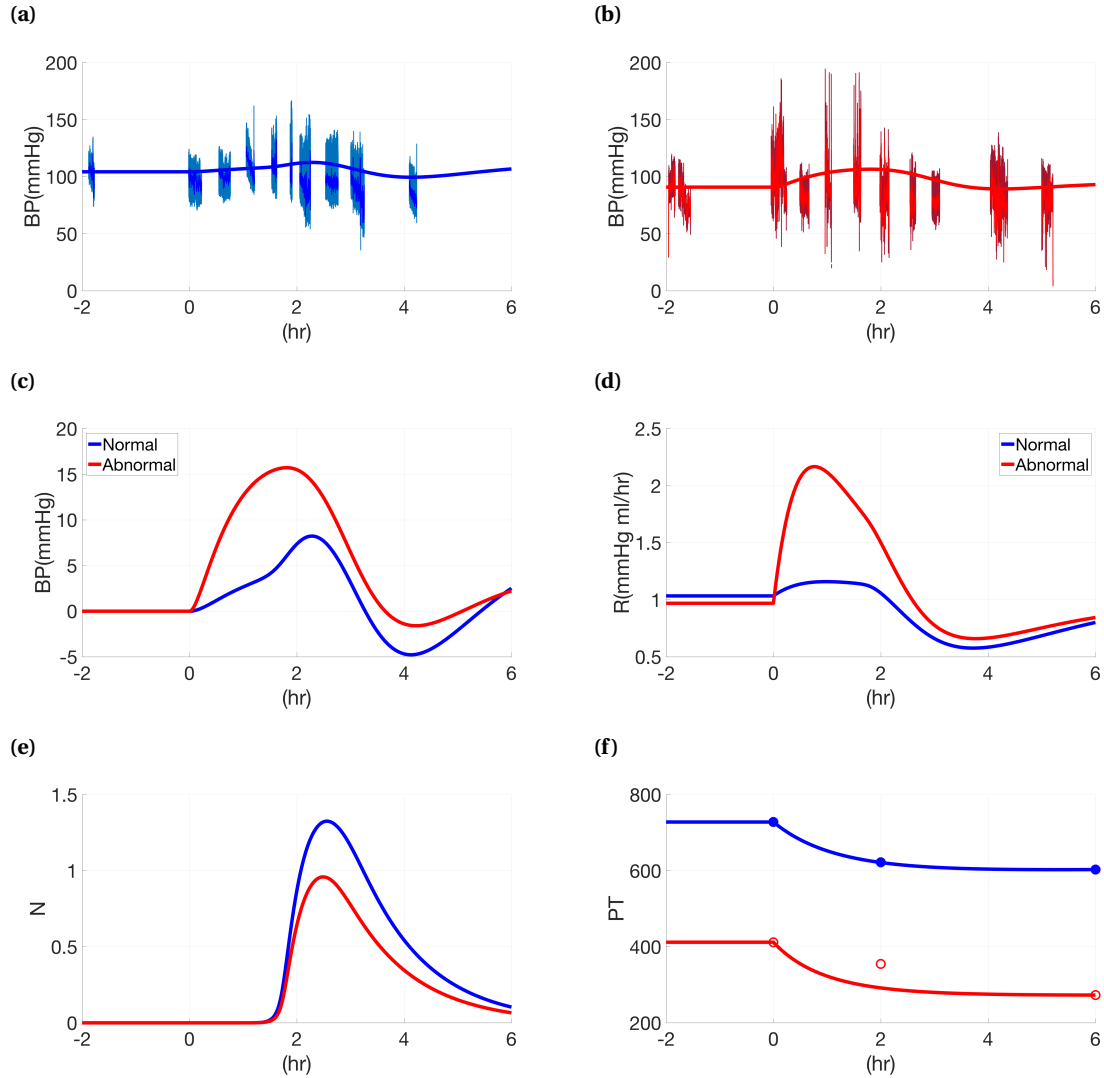 (a)
(b)
BP(mmHg)
200
150
100
50
0
-2
0
2
4
6
(hr)
BP(mmHg)
200
150
100
50
0
-2
0
2
4
6
(hr)
(c)
(d)
BP(mmHg)
20
15
10
5
0
-5
Normal
Abnormal
-2
0
2
4
6
(hr)
R(mmHg ml/hr)
2.5
2
1.5
1
0.5
Normal
Abnormal
-2
0
2
4
6
(hr)
(e)
(f)
N
1.5
1
0.5
0
-2
0
2
4
6
(hr)
PT
800
600
400
200
-2
0
2
4
6
(hr)